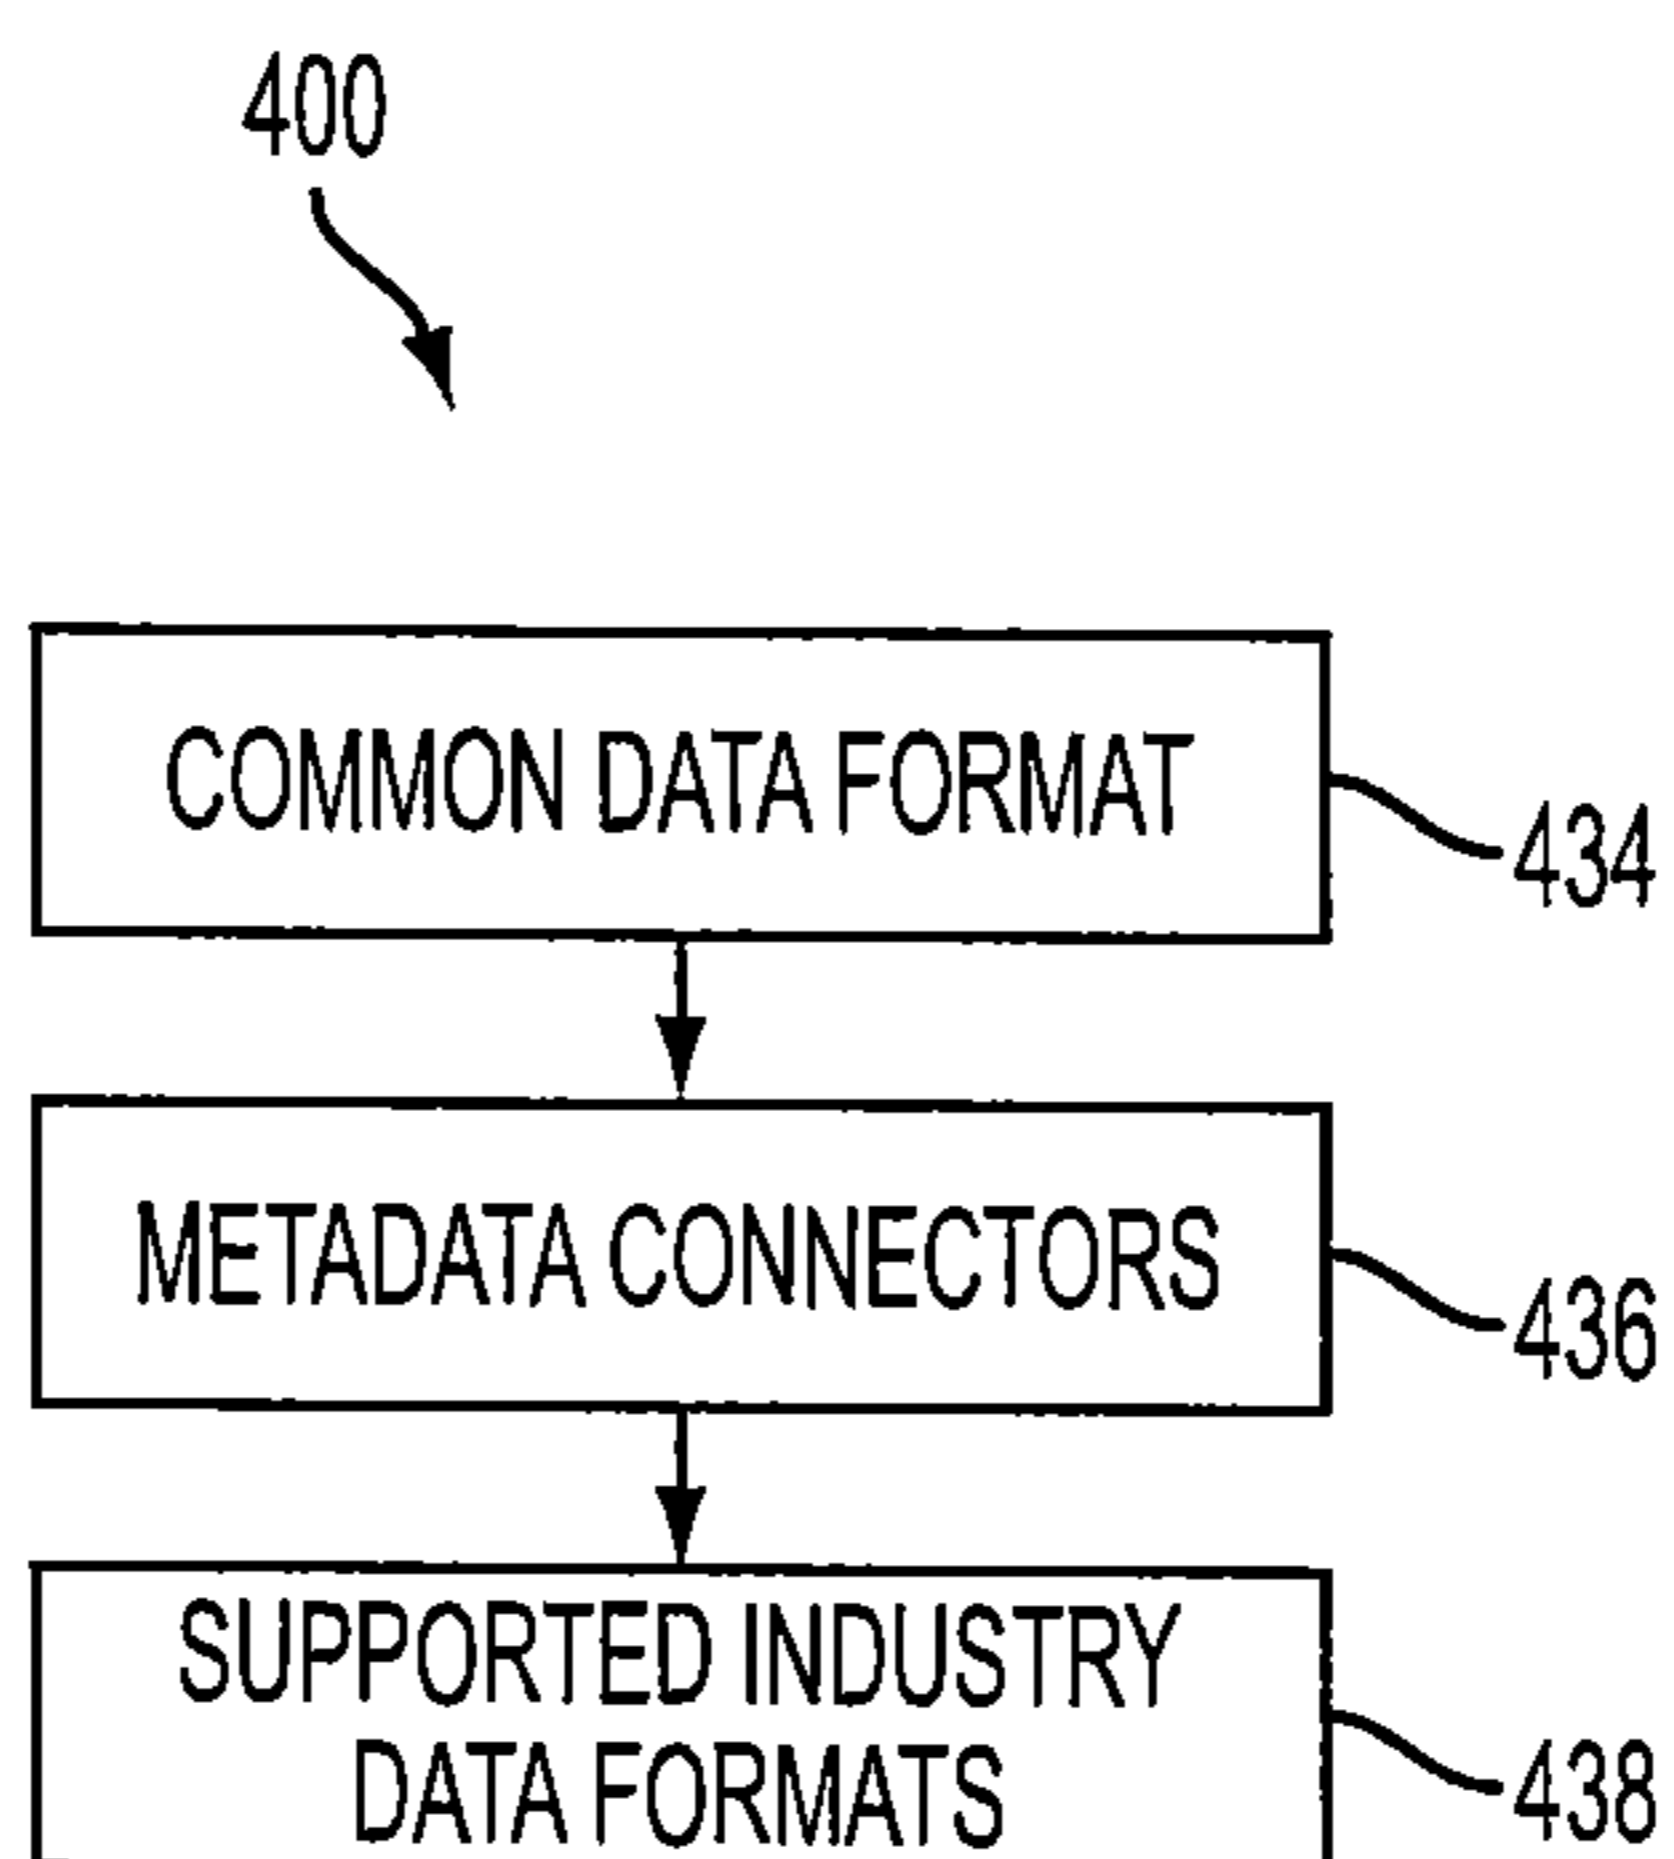 400
COMMON DATA FORMAT
434
METADATA CONNECTORS
436
SUPPORTED INDUSTRY
DATA FORMATS
438